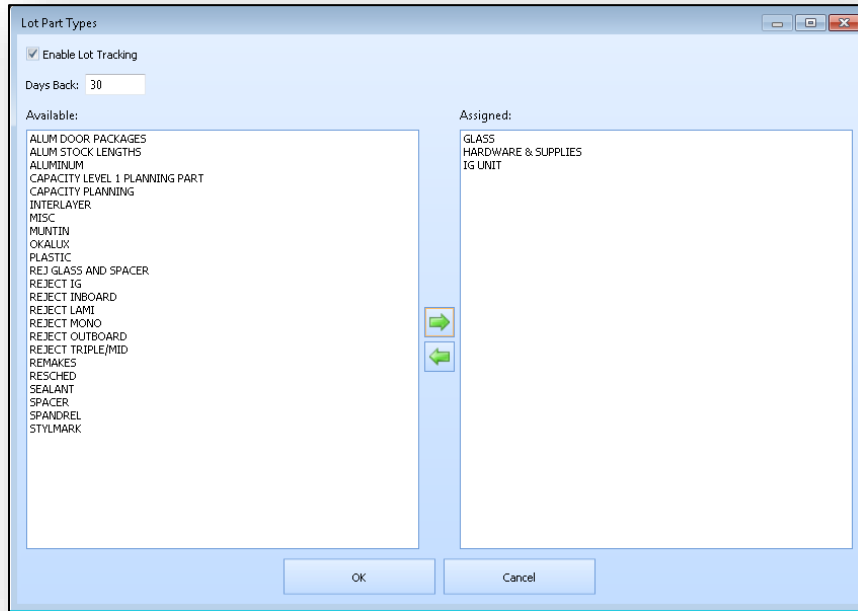 Lot Part Types
Enable Lot Tracking
Days Back: 30
Available:
ALUM DOOR PACKAGES
ALUM STOCK LENGTHS
ALUMINUM
CAPACITY LEVEL 1 PLANNING PART
CAPACITY PLANNING
INTERLAYER
MISC
MUNTIN
OKALUX
PLASTIC
REJ GLASS AND SPACER
REJECT IG
REJECT INBOARD
REJECT LAMI
REJECT MONO
REJECT OUTBOARD
REJECT TRIPLE/MID
REMAKES
RESCHED
SEALANT
SPACER
SPANDREL
STYLMARK
Assigned:
GLASS
HARDWARE & SUPPLIES
IG UNIT
OK
Cancel